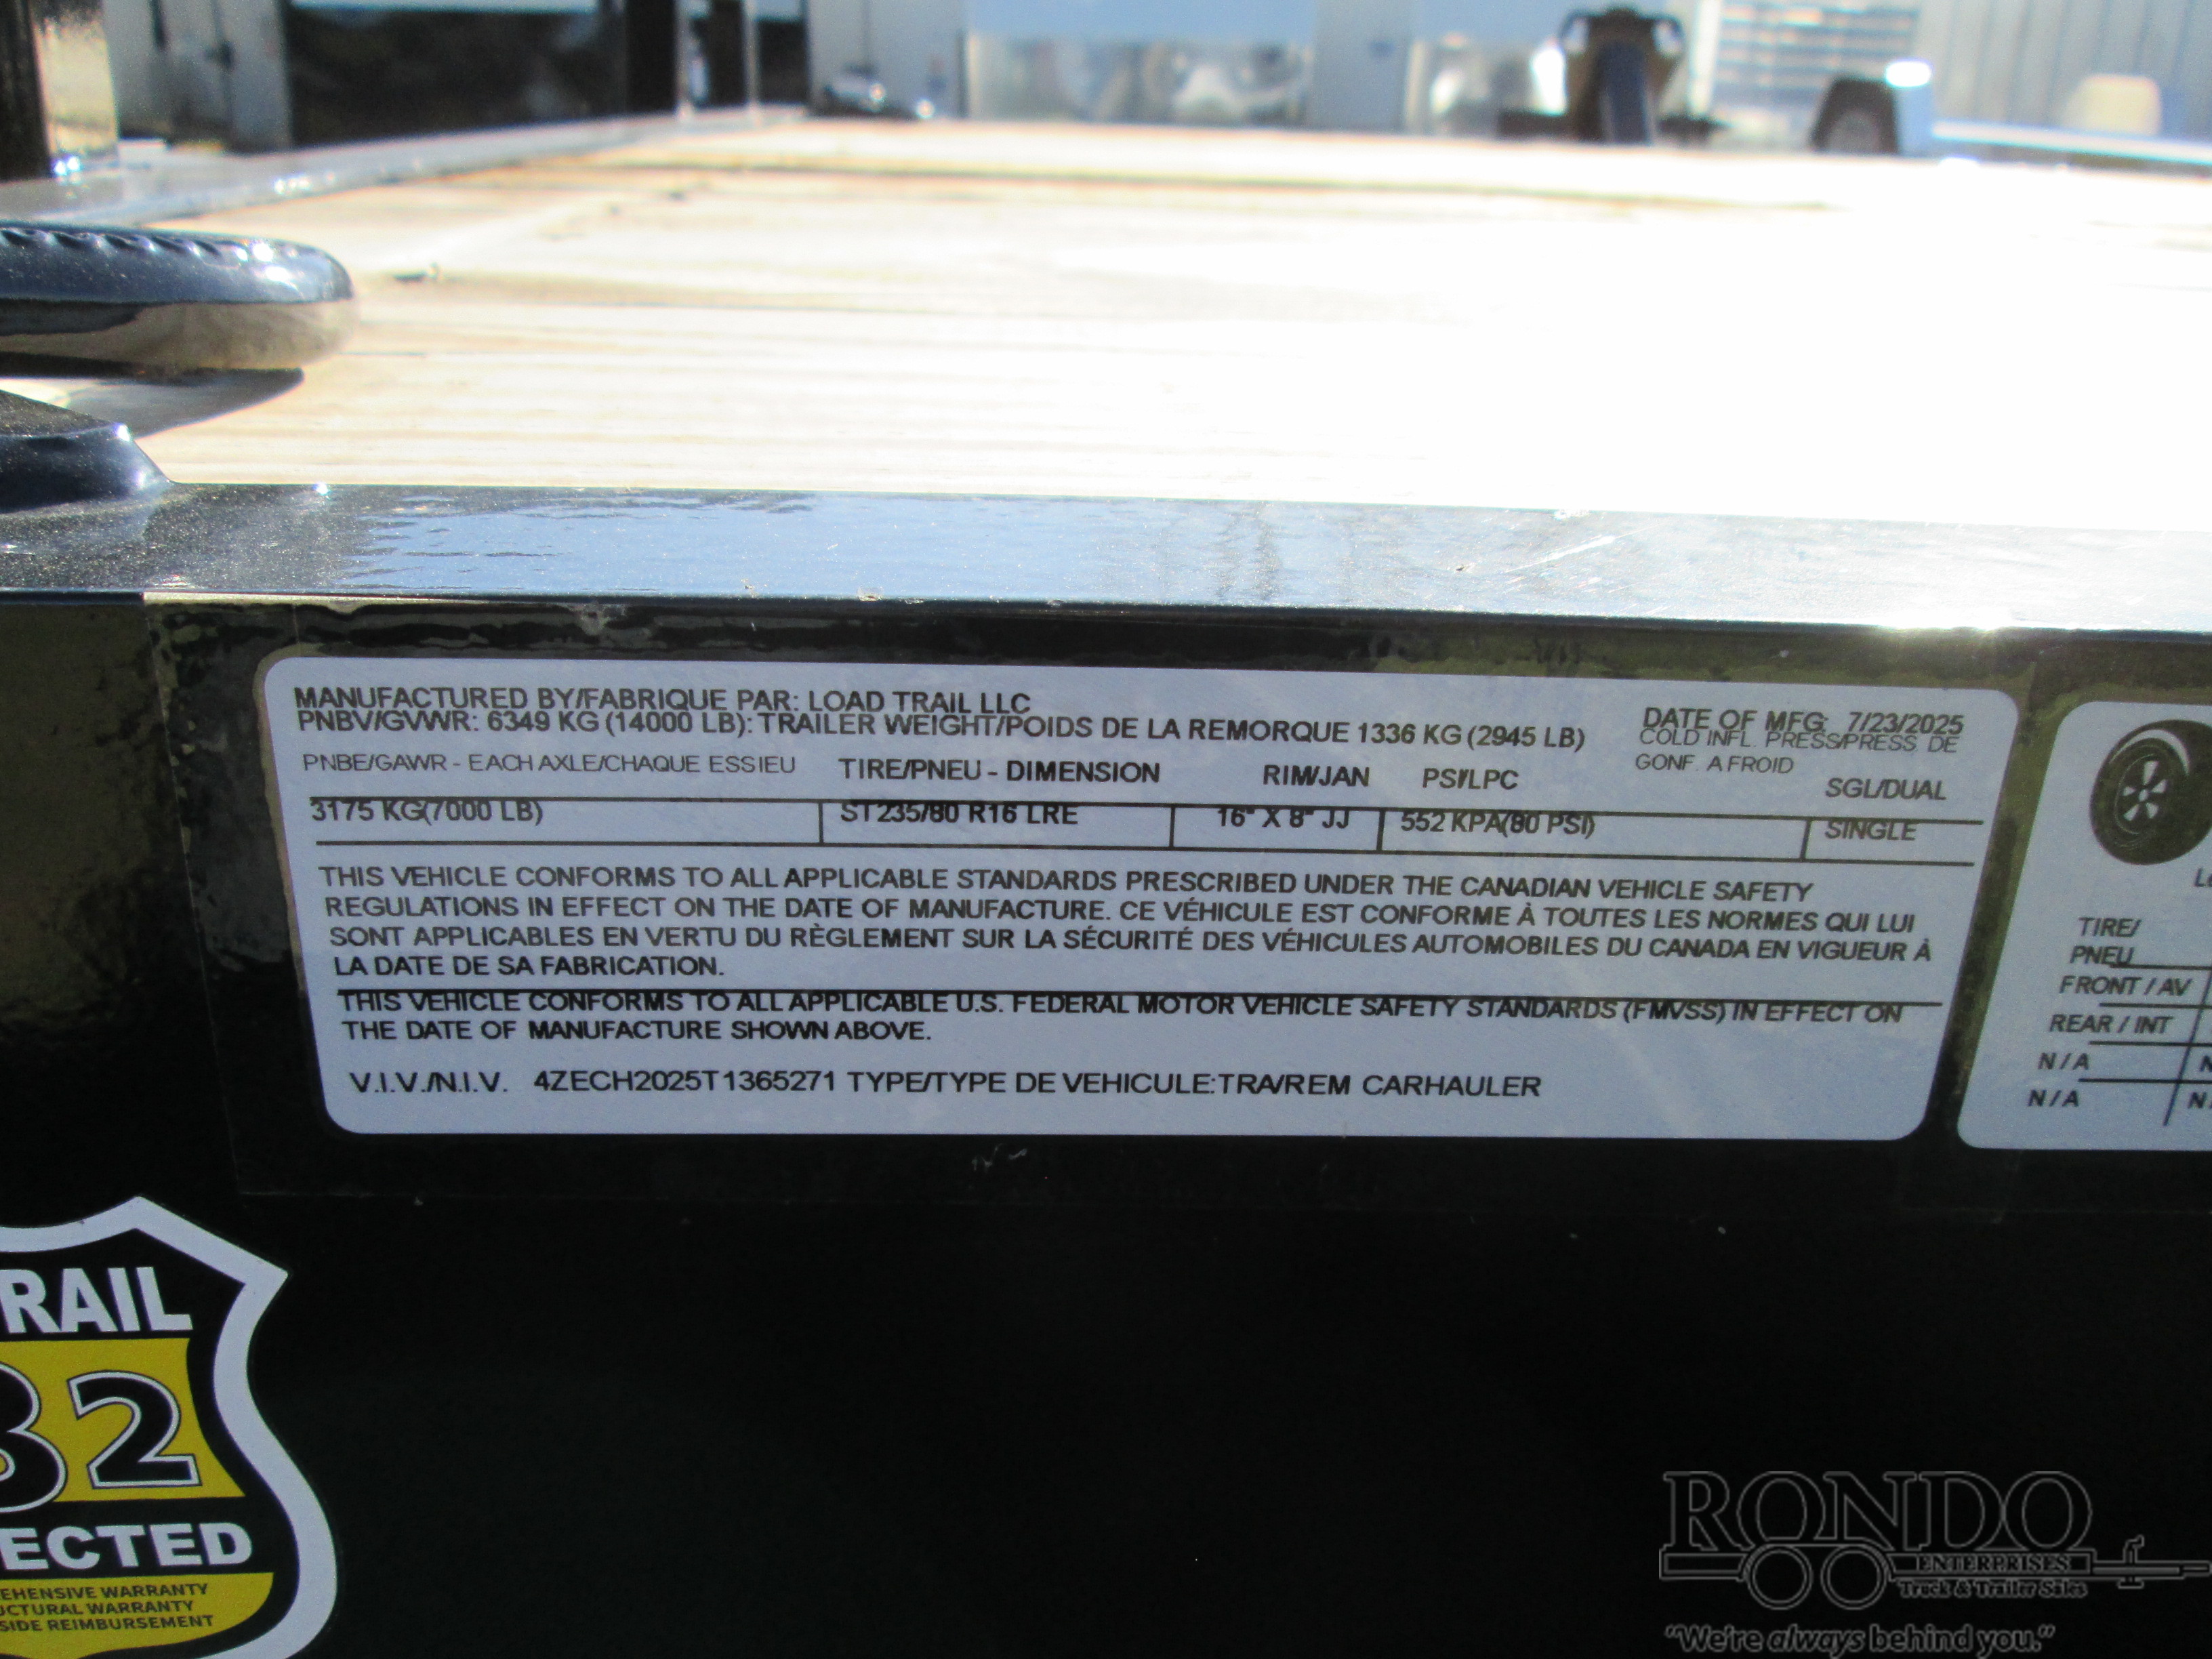 MANUFACTURED BY/FABRIQUE PAR: LOAD TRAIL LLC
PNBV/GVWR: 6349 KG (14000 LB): TRAILER WEIGHT/POIDS DE LA REMORQUE 1336 KG (2945 LB)
DATE OF MFG: 7/23/2025
COLD INFL. PRESS/PRESS. DE
GONF. A FROID
PNBE/GAWR - EACH AXLE/CHAQUE ESSIEU TIRE/PNEU - DIMENSION RIM/JAN PSI/LPC SGL/DUAL
3175 KG(7000 LB) ST235/80 R16 LRE 16" X 8" JJ 552 KPA(80 PSI) SINGLE
THIS VEHICLE CONFORMS TO ALL APPLICABLE STANDARDS PRESCRIBED UNDER THE CANADIAN VEHICLE SAFETY
REGULATIONS IN EFFECT ON THE DATE OF MANUFACTURE. CE VÉHICULE EST CONFORME À TOUTES LES NORMES QUI LUI
SONT APPLICABLES EN VERTU DU RÈGLEMENT SUR LA SÉCURITÉ DES VÉHICULES AUTOMOBILES DU CANADA EN VIGUEUR À
LA DATE DE SA FABRICATION.
THIS VEHICLE CONFORMS TO ALL APPLICABLE U.S. FEDERAL MOTOR VEHICLE SAFETY STANDARDS (FMVSS) IN EFFECT ON
THE DATE OF MANUFACTURE SHOWN ABOVE.
V.I.V./N.I.V. 4ZECH2025T1365271 TYPE/TYPE DE VEHICULE:TRA/REM CARHAULER
TIRE/
PNEU
FRONT / AV
REAR / INT
N / A
N / A
RAIL
2
ECTED
EHENSIVE WARRANTY
UCTURAL WARRANTY
SIDE REIMBURSEMENT
RONDO
ENTERPRISES
Truck & Trailer Sales
"We're always behind you."